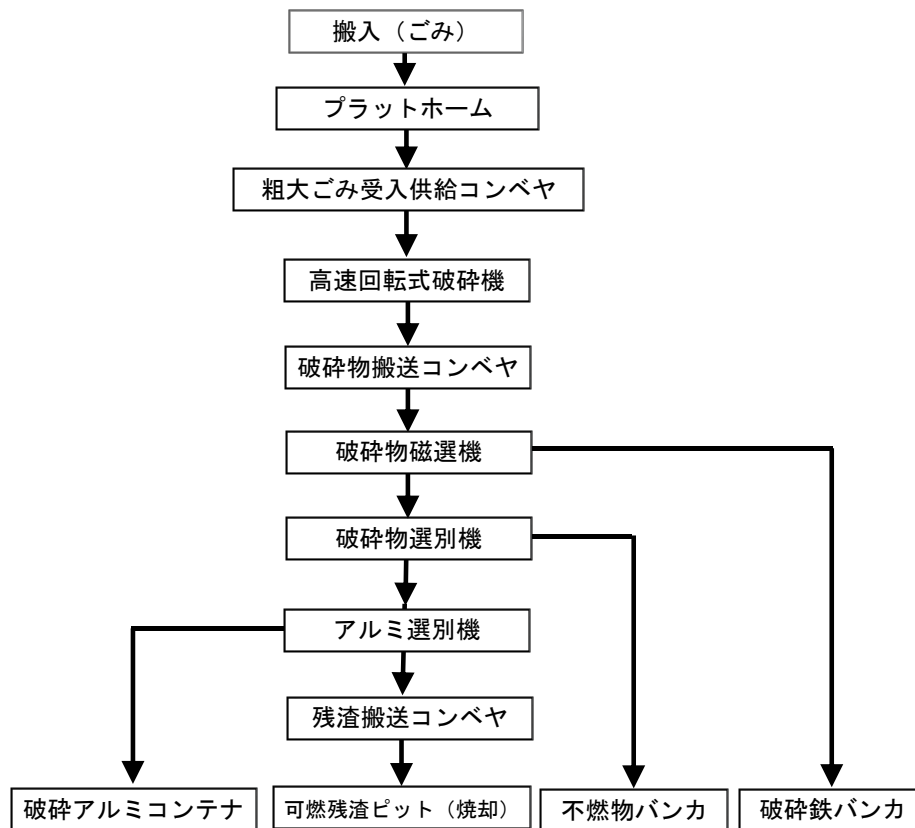 搬入（ごみ）
プラットホーム
粗大ごみ受入供給コンベヤ
高速回転式破砕機
破砕物搬送コンベヤ
破砕物磁選機
破砕物選別機
アルミ選別機
残渣搬送コンベヤ
破砕アルミコンテナ
可燃残渣ピット（焼却）
不燃物バンカ
破砕鉄バンカ